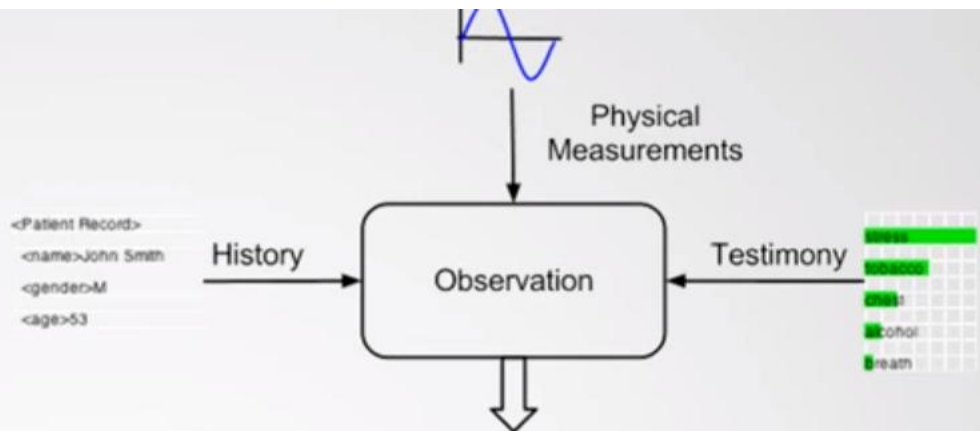 Physical
Measurements
<Patient Record>
<name>John Smith
<gender>M
<age>53
History
Observation
Testimony
stress
tobacco
chest
alcohol
breath